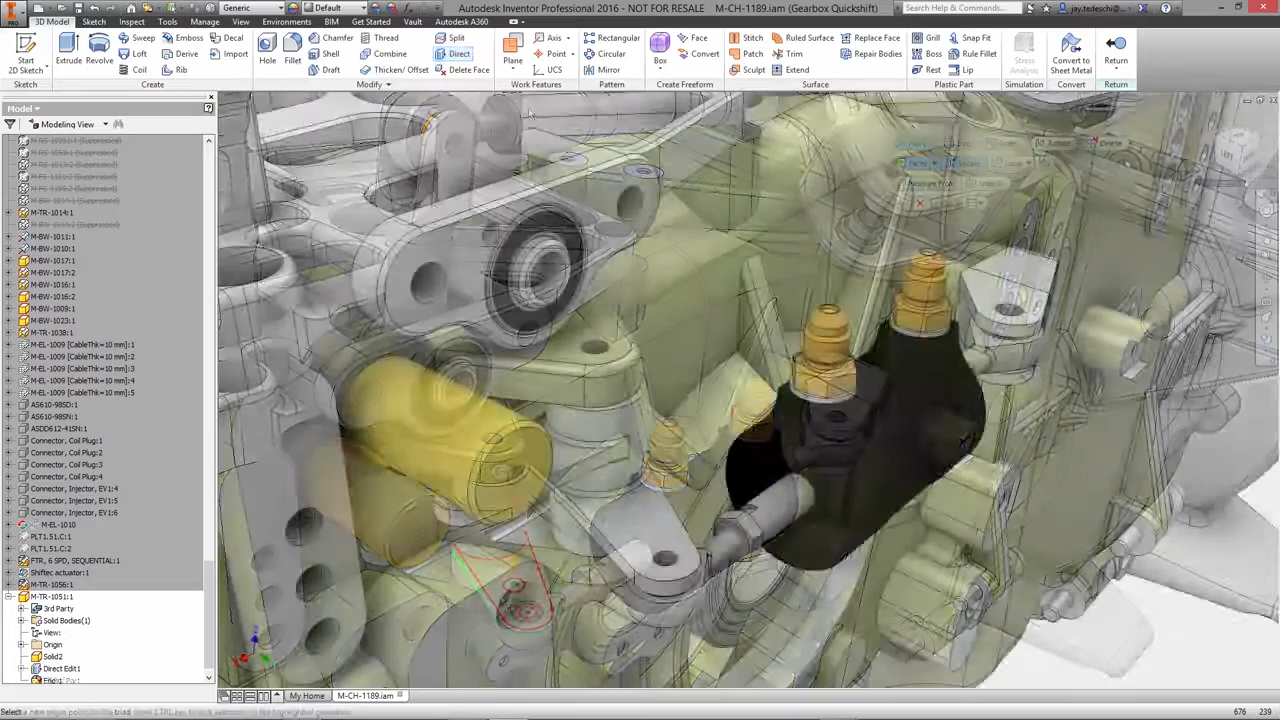 Generic
Default
Autodesk Inventor Professional 2016 - NOT FOR RESALE M-CH-1189.iam (Gearbox Quickshift)
Search Help & Commands...
jay.tedeschi@...
PRO
3D Model Sketch Inspect Tools Manage View Environments BIM Get Started Vault Autodesk A360
Start
2D Sketch
Extrude Revolve
Sweep Emboss Decal
Loft Derive Import
Coil Rib
Hole Fillet
Chamfer Thread Split
Shell Combine Direct
Draft Thicken/ Offset Delete Face
Plane
Axis
Point
UCS
Rectangular
Circular
Mirror
Box
Face
Convert
Stitch Ruled Surface Replace Face
Patch Trim Repair Bodies
Sculpt Extend
Grill Snap Fit
Boss Rule Fillet
Rest Lip
Stress
Analysis
Convert to
Sheet Metal
Return
Sketch Create Modify Work Features Pattern Create Freeform Surface Plastic Part Simulation Convert Return
Model
Modeling View
M-TR-1014:1
M-BW-1011:1
M-BW-1010:1
M-BW-1017:1
M-BW-1017:2
M-BW-1016:1
M-BW-1016:2
M-BW-1009:1
M-BW-1023:1
M-TR-1038:1
M-EL-1009 [CableThk=10 mm]:1
M-EL-1009 [CableThk=10 mm]:2
M-EL-1009 [CableThk=10 mm]:3
M-EL-1009 [CableThk=10 mm]:4
M-EL-1009 [CableThk=10 mm]:5
AS610-98SD:1
AS610-98SN:1
ASDD612-41SN:1
Connector, Coil Plug:1
Connector, Coil Plug:2
Connector, Coil Plug:3
Connector, Coil Plug:4
Connector, Injector, EV1:4
Connector, Injector, EV1:5
Connector, Injector, EV1:6
M-EL-1010
PLT1.51.C:1
PLT1.51.C:2
FTR, 6 SPD, SEQUENTIAL:1
Shiftec actuator:1
M-TR-1056:1
M-TR-1051:1
3rd Party
Solid Bodies(1)
View:
Origin
Solid2
Direct Edit1
My Home M-CH-1189.iam
676 239